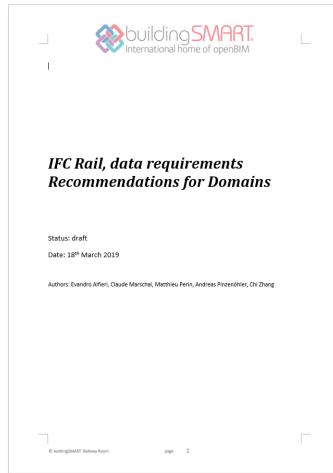 buildingSMART®
International home of openBIM
IFC Rail, data requirements
Recommendations for Domains
Status: draft
Date: 18th March 2019
Authors: Evandro Alfieri, Claude Marschal, Matthieu Perin, Andreas Pinzenöhler, Chi Zhang
© buildingSMART Railway Room page 1